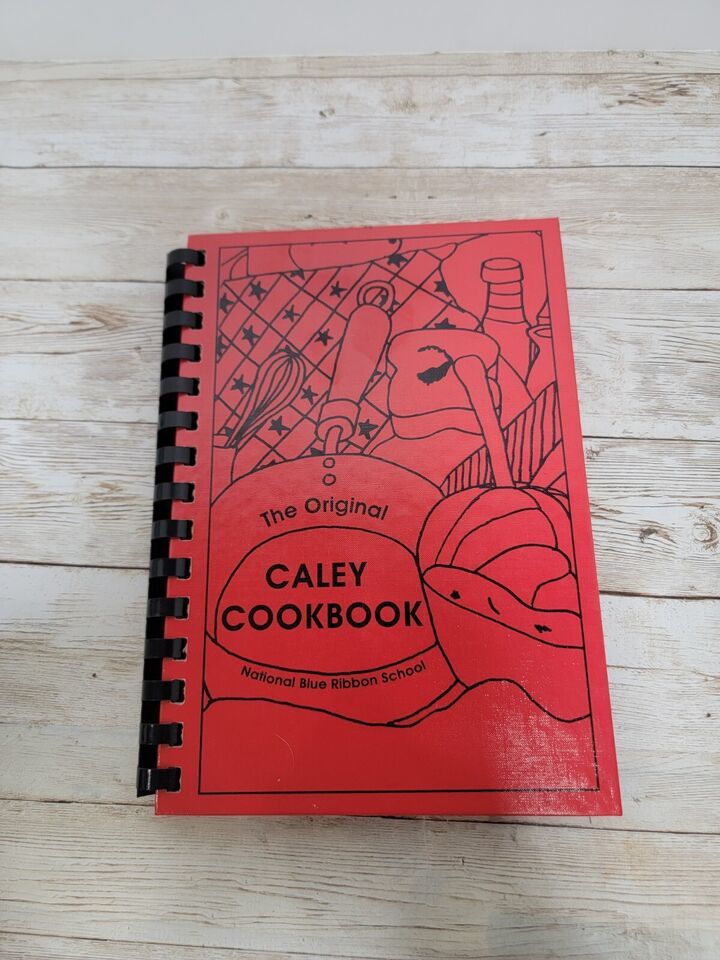 The Original
CALEY
COOKBOOK
National Blue Ribbon School